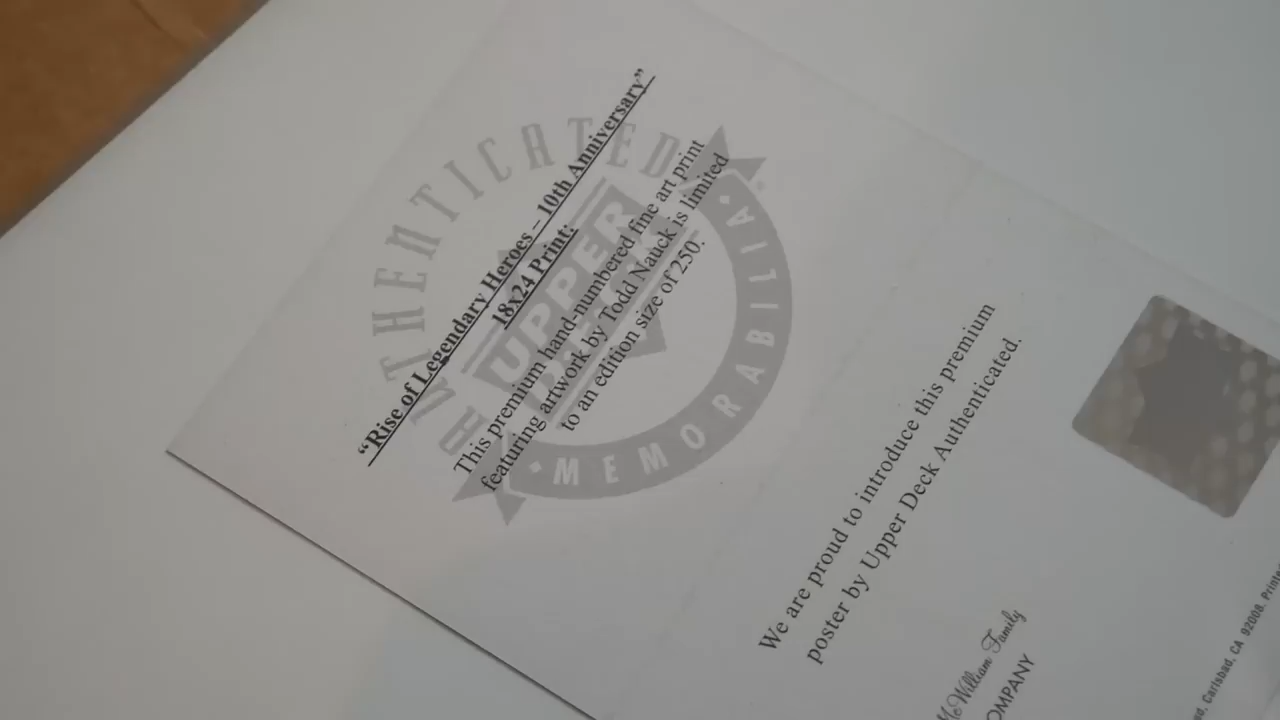 “Rise of Legendary Heroes – 10th Anniversary”
18x24 Print:
This premium hand-numbered fine art print
featuring artwork by Todd Nauck is limited
to an edition size of 250.
UPPER
DECK
MEMORABILIA
We are proud to introduce this premium
poster by Upper Deck Authenticated.
McWilliam Family
OMPANY
d, Carlsbad, CA 92008. Printe